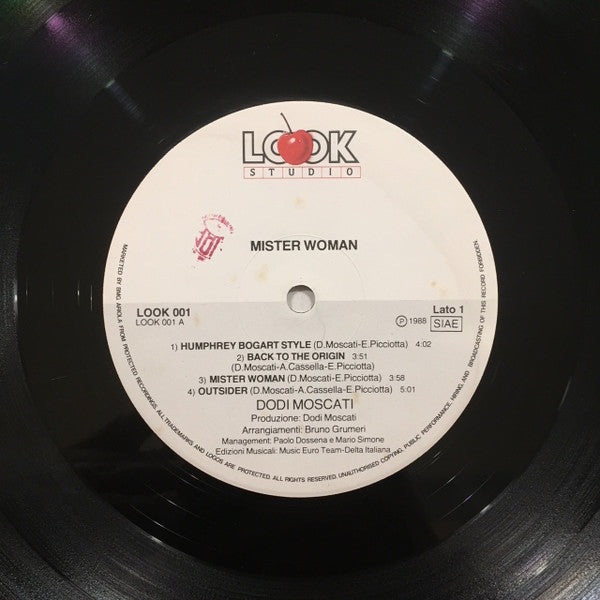 LOOK
STUDIO
MISTER WOMAN
LOOK 001
LOOK 001 A
Lato 1
Ⓟ 1988 SIAE
1) HUMPHREY BOGART STYLE (D.Moscati-E.Picciotta) 4:02
2) BACK TO THE ORIGIN 3:51
(D.Moscati-A.Cassella-E.Picciotta)
3) MISTER WOMAN (D.Moscati-E.Picciotta) 3:58
4) OUTSIDER (D.Moscati-A.Cassella-E.Picciotta) 5:01
DODI MOSCATI
Produzione: Dodi Moscati
Arrangiamenti: Bruno Grumeri
Management: Paolo Dossena e Mario Simone
Edizioni Musicali: Music Euro Team-Delta Italiana
MARKETED BY BMG ARIOLA FROM PROTECTED RECORDINGS. ALL TRADEMARKS AND LOGOS ARE PROTECTED. ALL RIGHTS RESERVED. UNAUTHORISED COPYING, PUBLIC PERFORMANCE, HIRING AND BROADCASTING OF THIS RECORD FORBIDDEN.